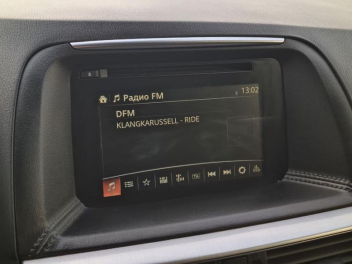 Радио FM
13:02
DFM
KLANGKARUSSELL - RIDE